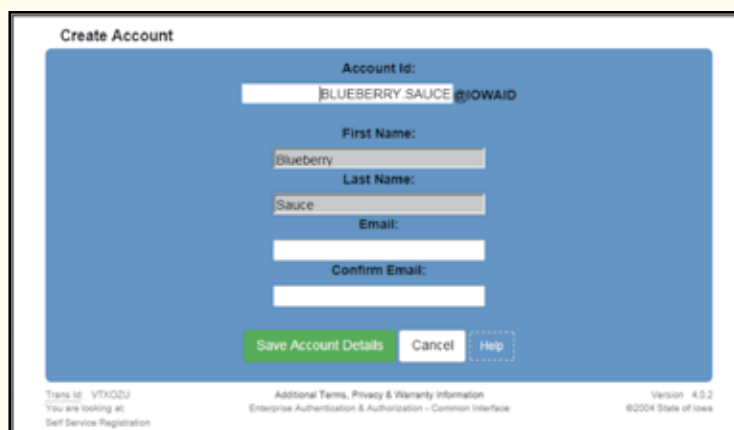 Create Account
Account Id:
BLUEBERRY.SAUCE @IOWAID
First Name:
Blueberry
Last Name:
Sauce
Email:
Confirm Email:
Save Account Details Cancel Help
Trans Id: VTXOZU Additional Terms, Privacy & Warranty Information Version 4.0.2
You are looking at: Enterprise Authentication & Authorization - Common Interface ©2004 State of Iowa
Self Service Registration